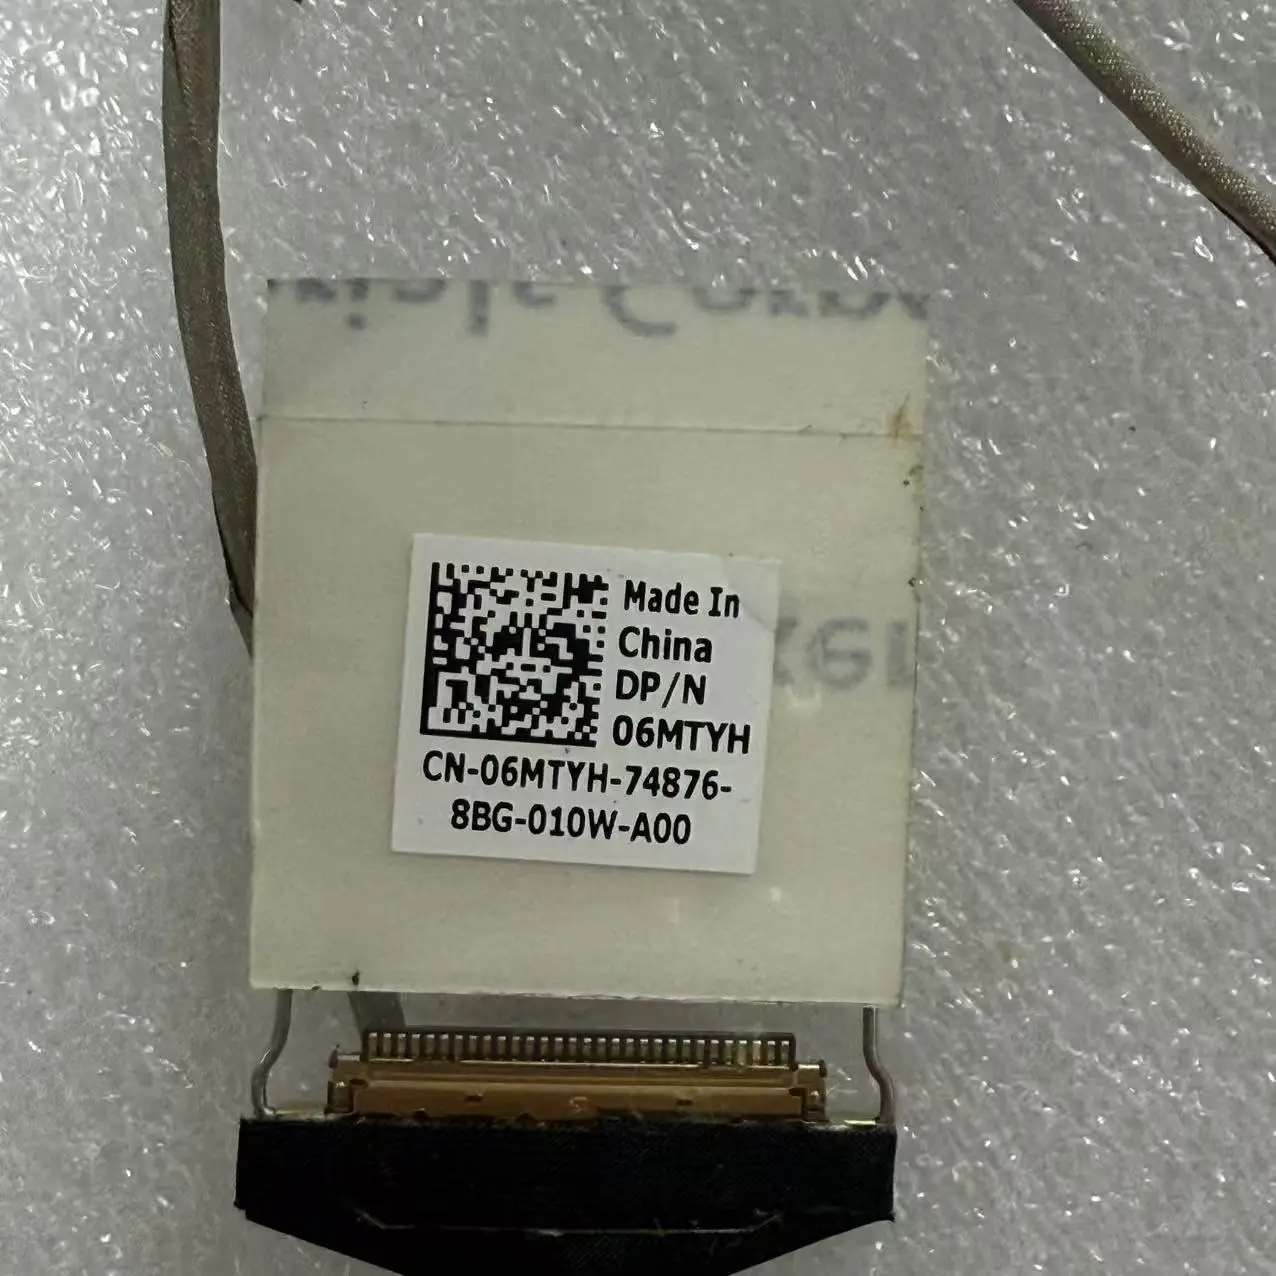 Made In
China
DP/N
06MTYH
CN-06MTYH-74876-
8BG-010W-A00